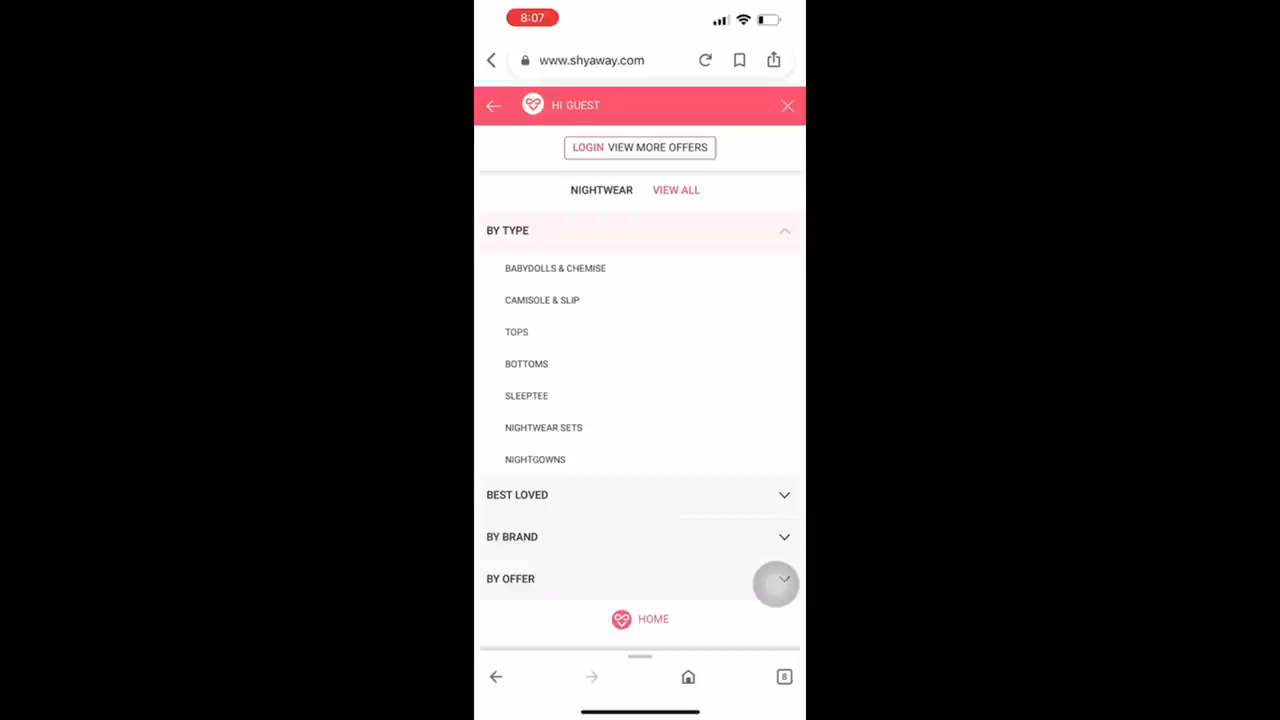 8:07
www.shyaway.com
HI GUEST
LOGIN VIEW MORE OFFERS
NIGHTWEAR VIEW ALL
BY TYPE
BABYDOLLS & CHEMISE
CAMISOLE & SLIP
TOPS
BOTTOMS
SLEEPTEE
NIGHTWEAR SETS
NIGHTGOWNS
BEST LOVED
BY BRAND
BY OFFER
HOME
8